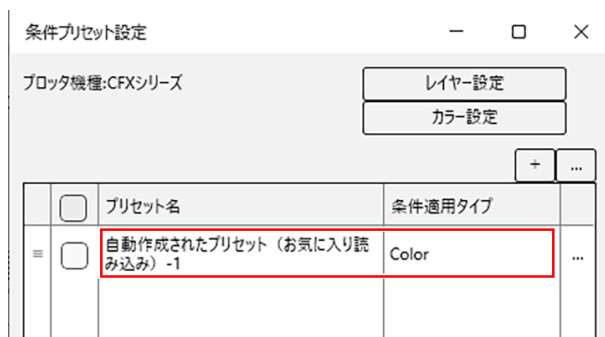 条件プリセット設定
プロッタ機種:CFXシリーズ
レイヤー設定
カラー設定
+ ...
プリセット名 条件適用タイプ
自動作成されたプリセット（お気に入り読
み込み）-1
Color
...